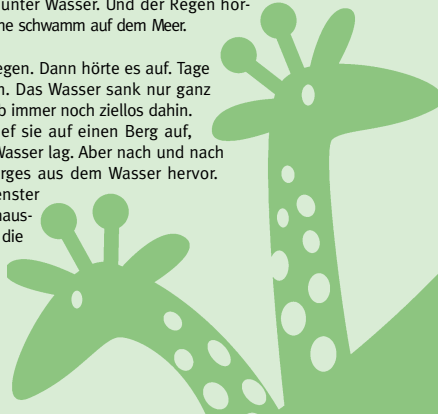 unter Wasser. Und der Regen hör-
me schwamm auf dem Meer.
egen. Dann hörte es auf. Tage
n. Das Wasser sank nur ganz
b immer noch ziellos dahin.
ef sie auf einen Berg auf,
Wasser lag. Aber nach und nach
rges aus dem Wasser hervor.
enster
haus-
die